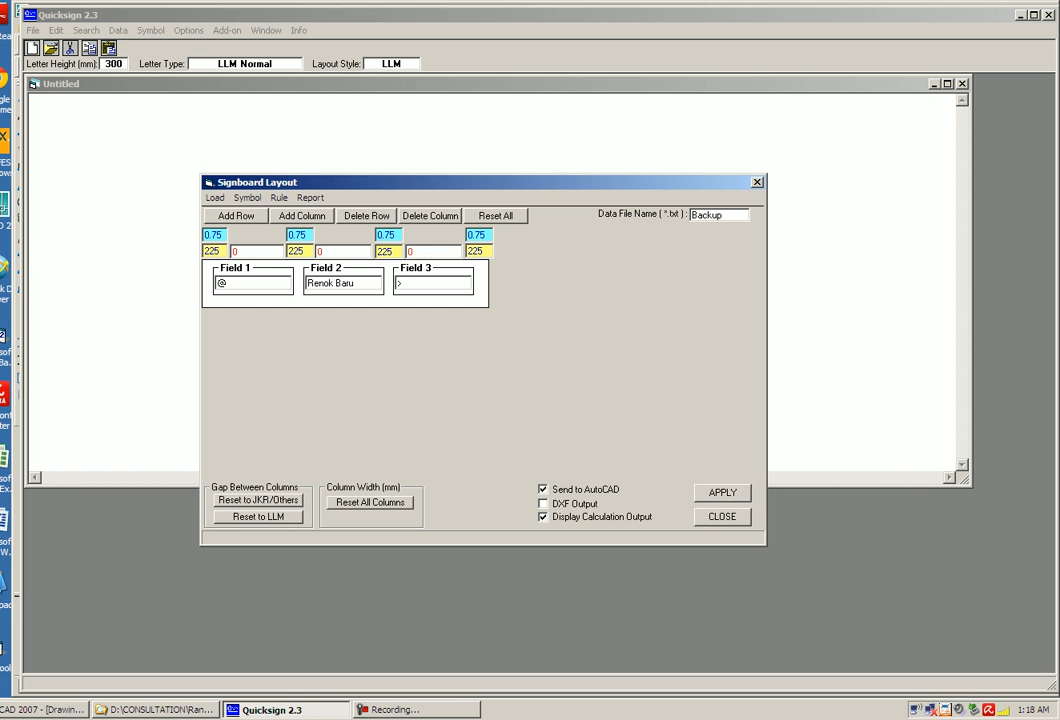 Quicksign 2.3
File Edit Search Data Symbol Options Add-on Window Info
Letter Height (mm): 300 Letter Type: LLM Normal Layout Style: LLM
Untitled
Signboard Layout
Load Symbol Rule Report
Add Row Add Column Delete Row Delete Column Reset All Data File Name ( *.txt ) : Backup
0.75 0.75 0.75 0.75
225 0 225 0 225 0 225
Field 1 Field 2 Field 3
@ Renok Baru >
Gap Between Columns Column Width (mm)
Reset to JKR/Others Reset All Columns
Reset to LLM
Send to AutoCAD APPLY
DXF Output
Display Calculation Output CLOSE
CAD 2007 - [Drawin... D:\CONSULTATION\Ran... Quicksign 2.3 Recording... 1:18 AM